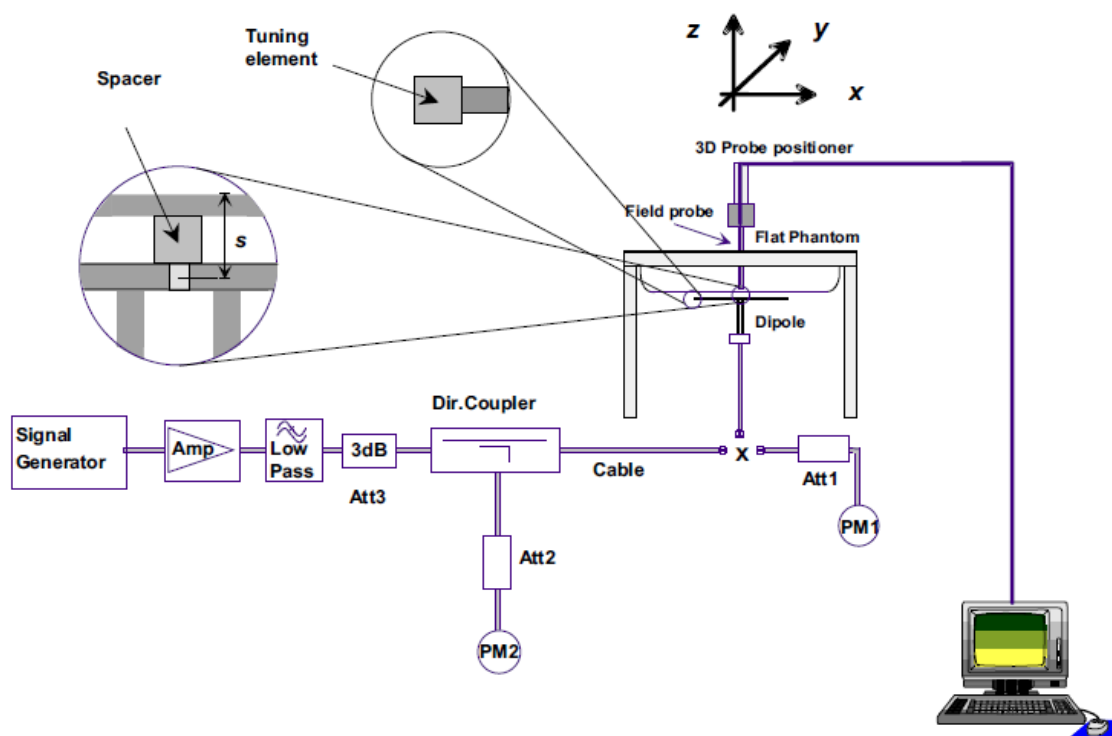 Tuning
element
Spacer
s
z
y
x
3D Probe positioner
Field probe
Flat Phantom
Dipole
Dir.Coupler
Signal
Generator
Amp
Low
Pass
3dB
Att3
Cable
x
Att1
PM1
Att2
PM2